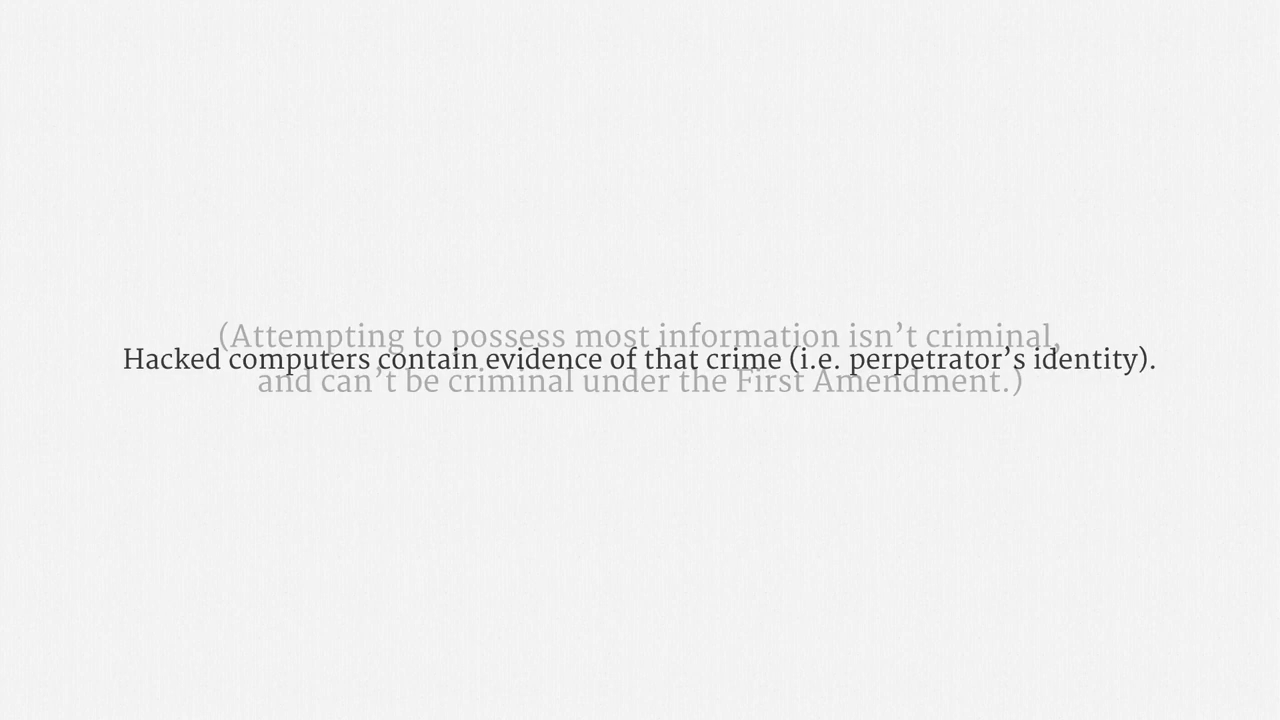 (Attempting to possess most information isn’t criminal,
Hacked computers contain evidence of that crime (i.e. perpetrator’s identity).
and can’t be criminal under the First Amendment.)